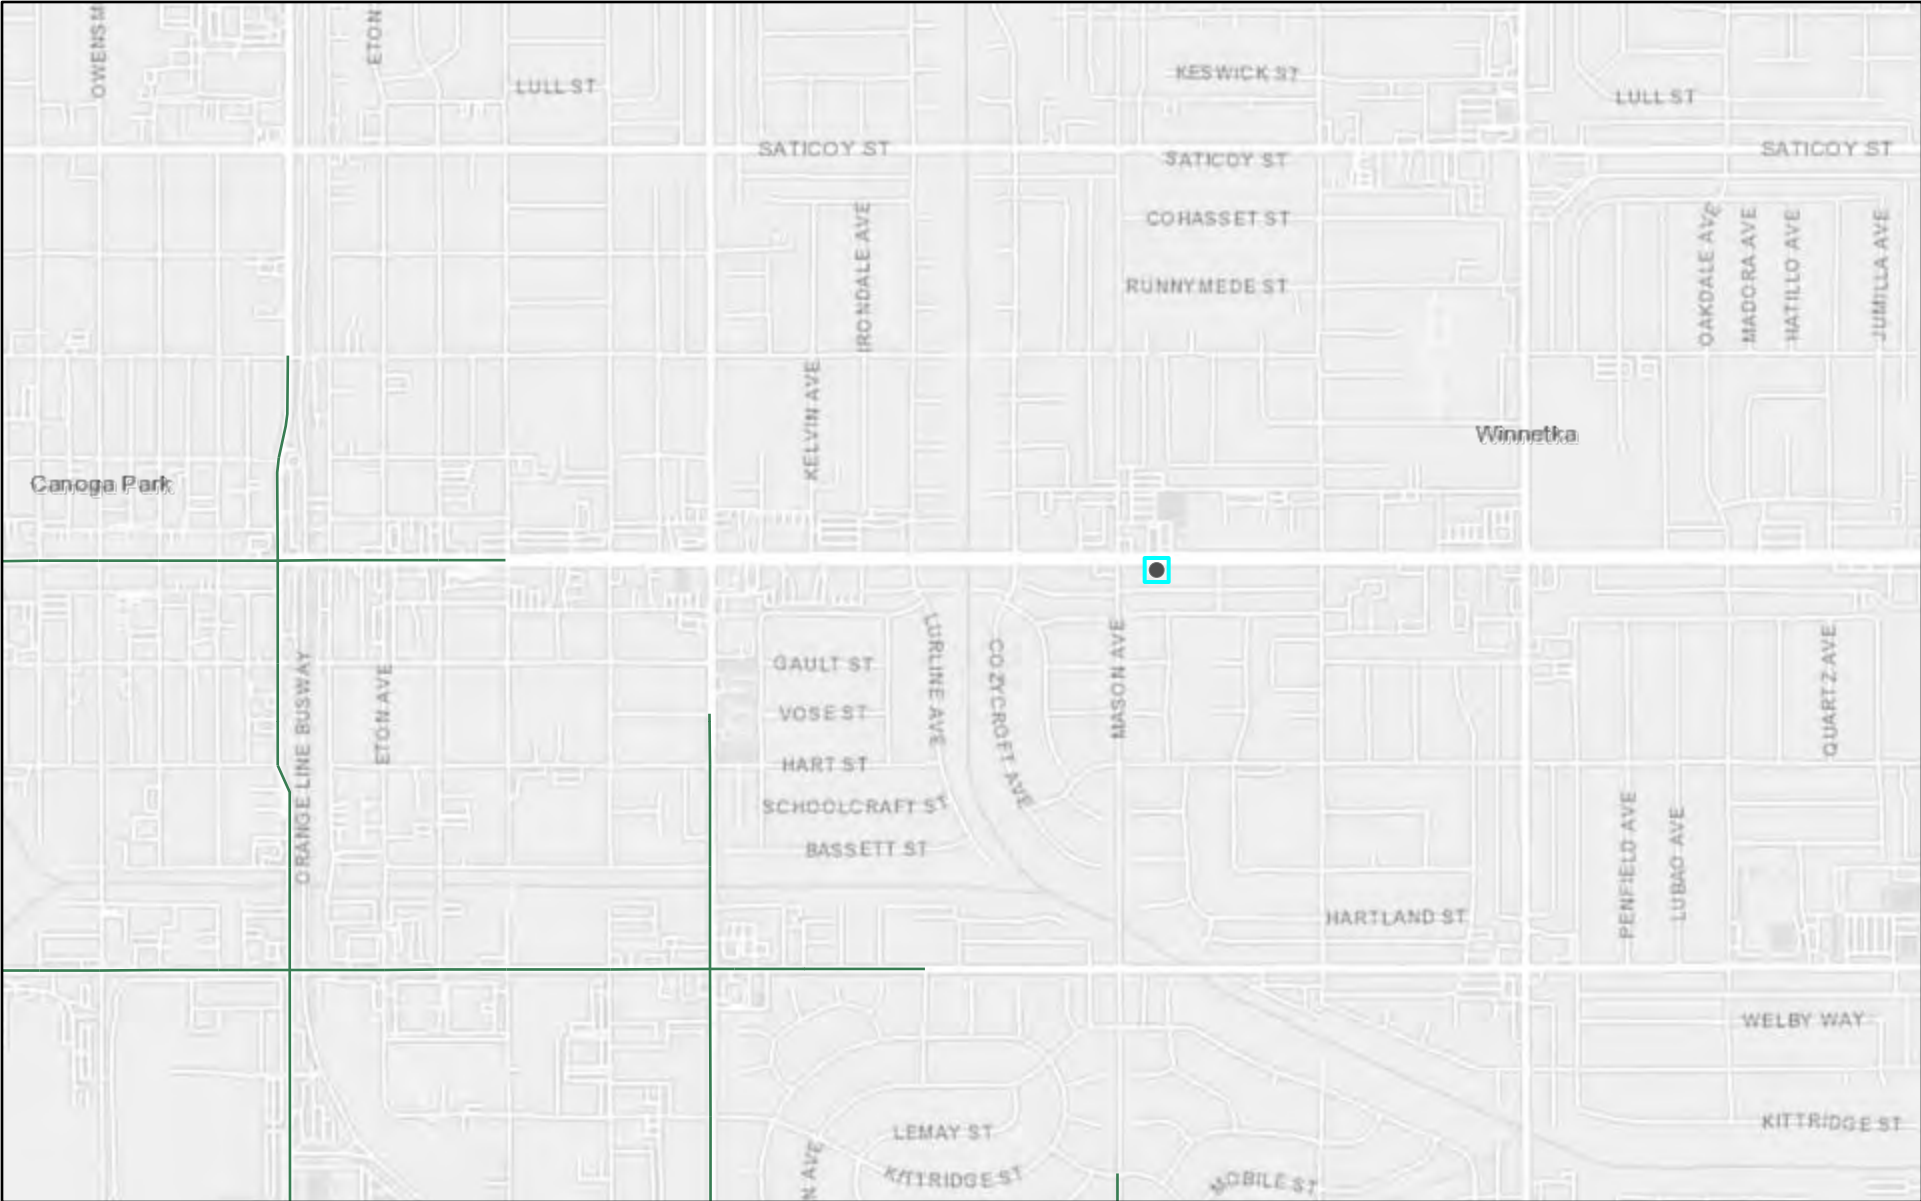 OWENSM
ETON
LULL ST
KESWICK ST
LULL ST
SATICOY ST
SATICOY ST
SATICOY ST
COHASSET ST
IRONDALE AVE
RUNNYMEDE ST
OAKDALE AVE
MADORA AVE
HATILLO AVE
JUMILLA AVE
KELVIN AVE
Winnetka
Canoga Park
GAULT ST
LURLINE AVE
COZYCROFT AVE
MASON AVE
QUARTZ AVE
ORANGE LINE BUSWAY
ETON AVE
VOSE ST
HART ST
SCHOOLCRAFT ST
BASSETT ST
PENFIELD AVE
LUBAO AVE
HARTLAND ST
WELBY WAY
LEMAY ST
KITTRIDGE ST
N AVE
KITTRIDGE ST
MOBILE ST